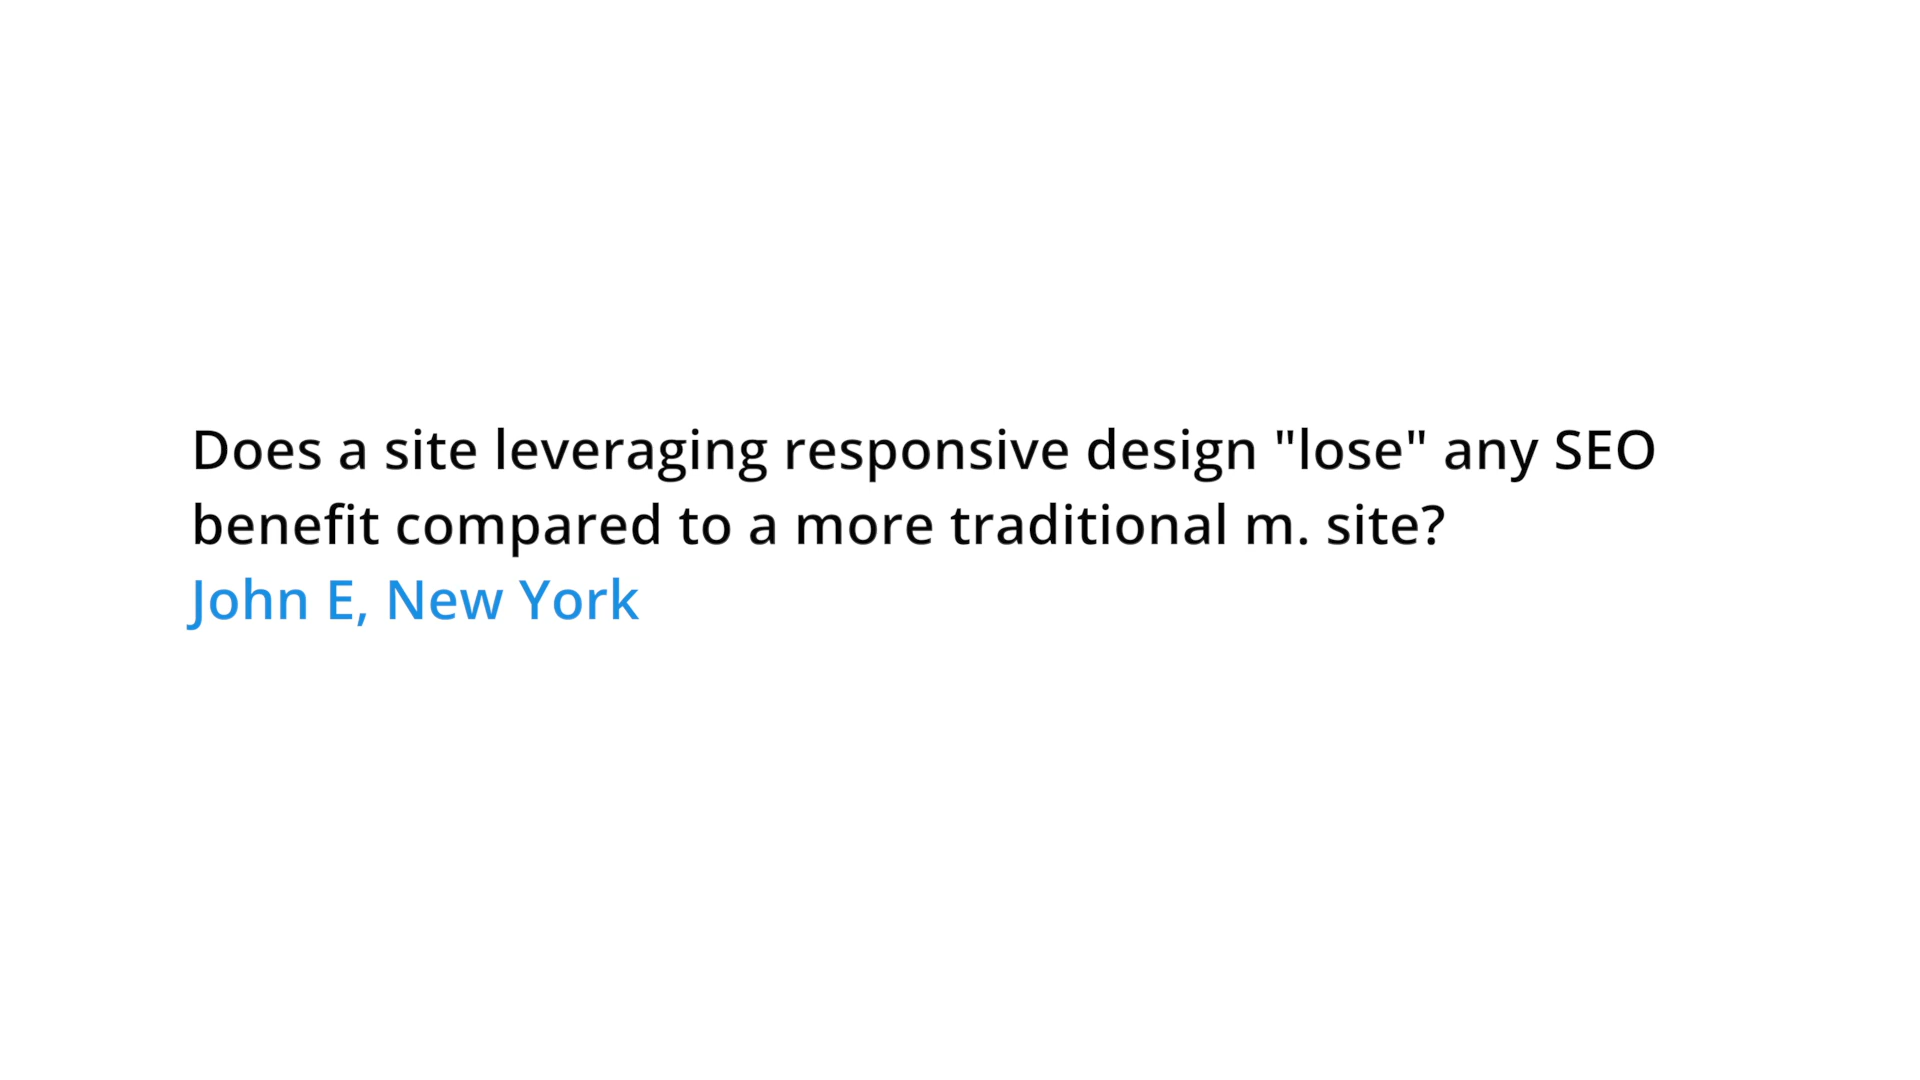 Does a site leveraging responsive design "lose" any SEO
benefit compared to a more traditional m. site?
John E, New York